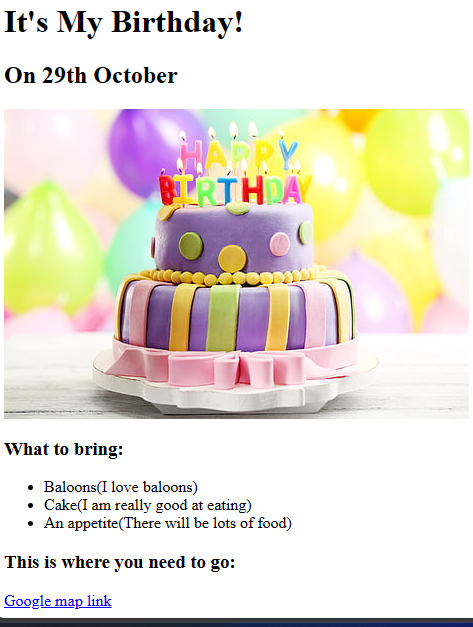 It's My Birthday!
On 29th October
HAPPY
BIRTHDAY
What to bring:
Baloons(I love baloons)
Cake(I am really good at eating)
An appetite(There will be lots of food)
This is where you need to go:
Google map link